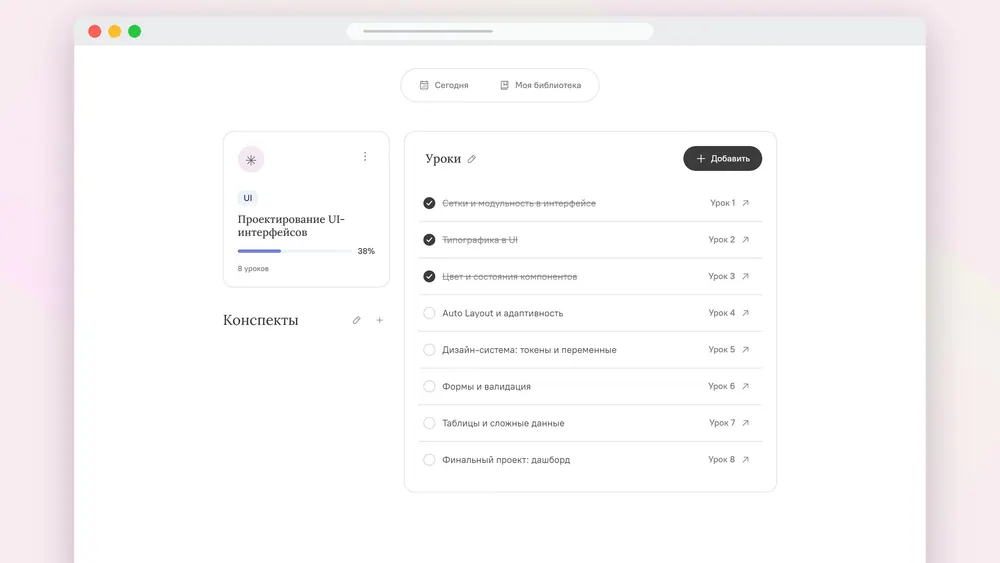 Сегодня
Моя библиотека
UI
Проектирование UI-
интерфейсов
38%
8 уроков
Конспекты
Уроки
Добавить
Сетки и модульность в интерфейсе
Урок 1
Типографика в UI
Урок 2
Цвет и состояния компонентов
Урок 3
Auto Layout и адаптивность
Урок 4
Дизайн-система: токены и переменные
Урок 5
Формы и валидация
Урок 6
Таблицы и сложные данные
Урок 7
Финальный проект: дашборд
Урок 8